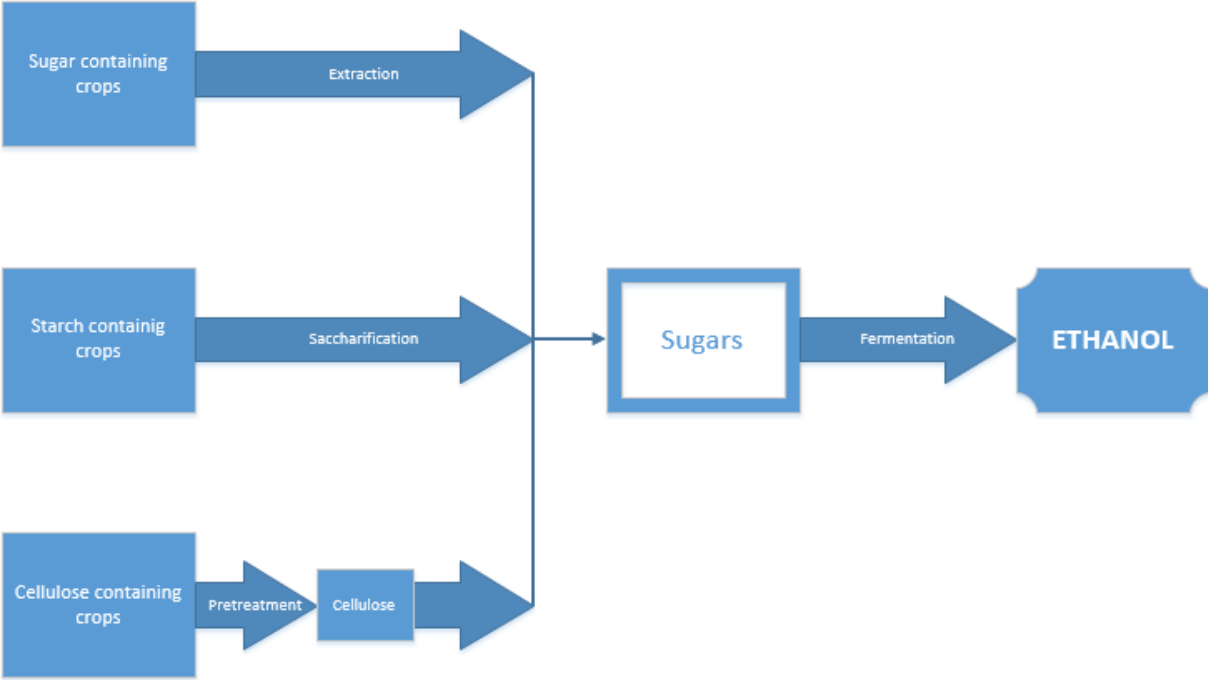 Sugar containing
crops
Extraction
Starch containig
crops
Saccharification
Sugars
Fermentation
ETHANOL
Cellulose containing
crops
Pretreatment
Cellulose